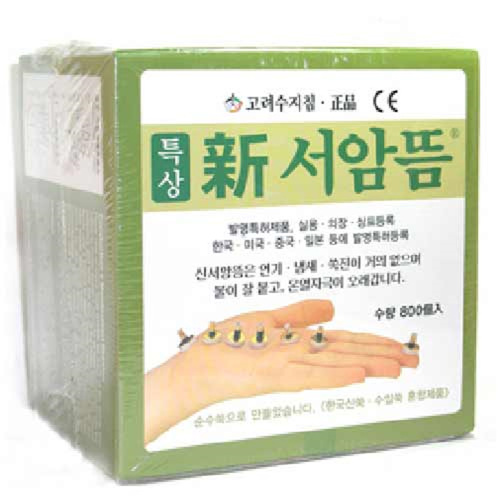 고려수지침·正品 CE
특상 新 서암뜸®
발명특허제품, 실용·의장·상표등록
한국·미국·중국·일본 등에 발명특허등록
신서암뜸은 연기·냄새·쑥진이 거의 없으며
불이 잘 붙고, 온열자극이 오래갑니다.
수량 800個入
순수쑥으로 만들었습니다. (한국산쑥·수입쑥 혼합제품)